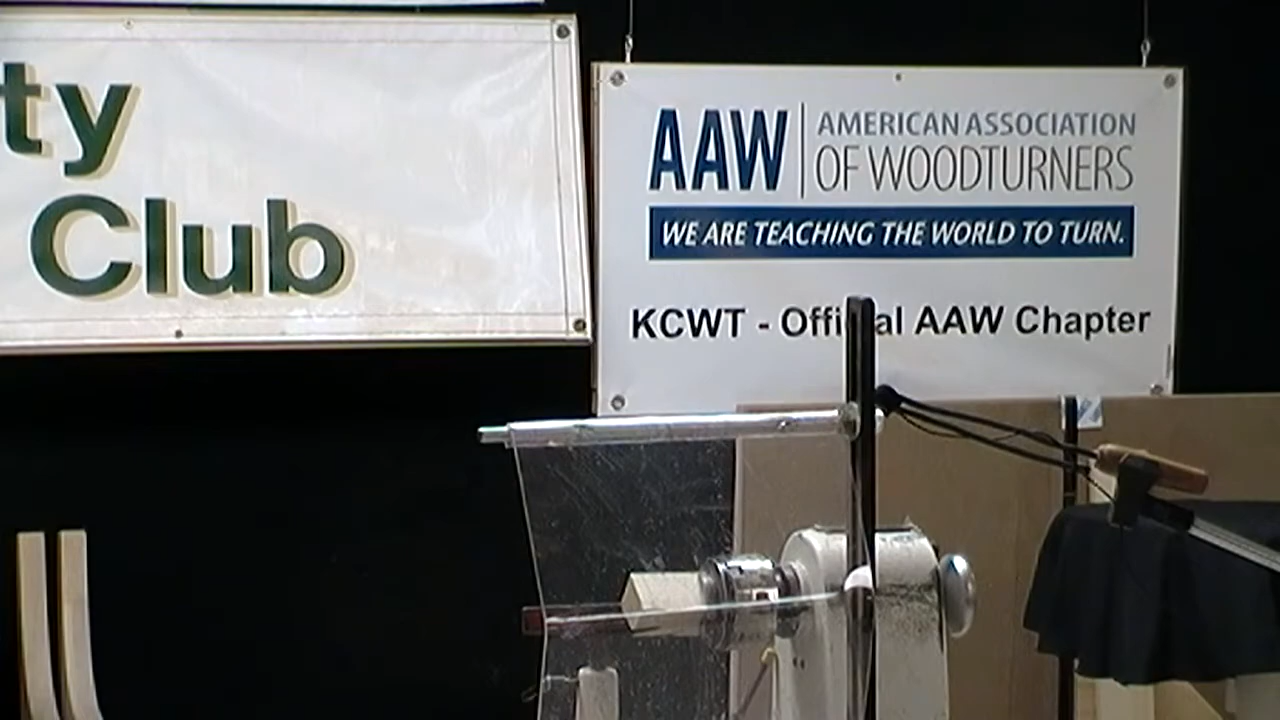 ty
Club
AAW
AMERICAN ASSOCIATION
OF WOODTURNERS
WE ARE TEACHING THE WORLD TO TURN.
KCWT - Offi al AAW Chapter